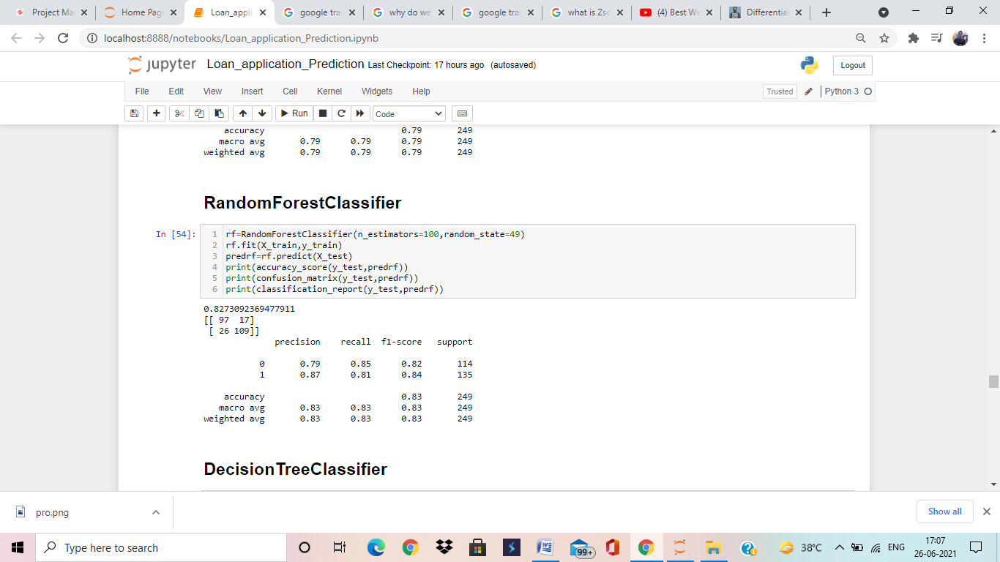 Project Ma
Home Pag
Loan_appli
google tra
why do we
google tra
what is Zsc
(4) Best We
Differentia
localhost:8888/notebooks/Loan_application_Prediction.ipynb
jupyter Loan_application_Prediction Last Checkpoint: 17 hours ago (autosaved)
Logout
File Edit View Insert Cell Kernel Widgets Help
Trusted Python 3
Run Code
accuracy 0.79 249
macro avg 0.79 0.79 0.79 249
weighted avg 0.79 0.79 0.79 249
RandomForestClassifier
In [54]:
1 rf=RandomForestClassifier(n_estimators=100,random_state=49)
2 rf.fit(X_train,y_train)
3 predrf=rf.predict(X_test)
4 print(accuracy_score(y_test,predrf))
5 print(confusion_matrix(y_test,predrf))
6 print(classification_report(y_test,predrf))
0.8273092369477911
[[ 97 17]
[ 26 109]]
precision recall f1-score support
0 0.79 0.85 0.82 114
1 0.87 0.81 0.84 135
accuracy 0.83 249
macro avg 0.83 0.83 0.83 249
weighted avg 0.83 0.83 0.83 249
DecisionTreeClassifier
pro.png
Show all
Type here to search
99+
38°C
ENG
17:07
26-06-2021